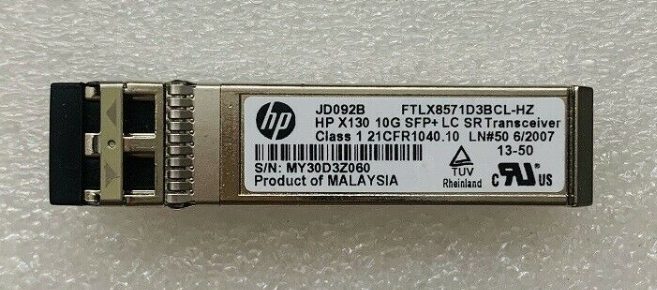 hp
JD092B FTLX8571D3BCL-HZ
HP X130 10G SFP+ LC SR Transceiver
Class 1 21CFR1040.10 LN#50 6/2007
13-50
S/N: MY30D3Z060
Product of MALAYSIA
TUV
Rheinland
C RU US